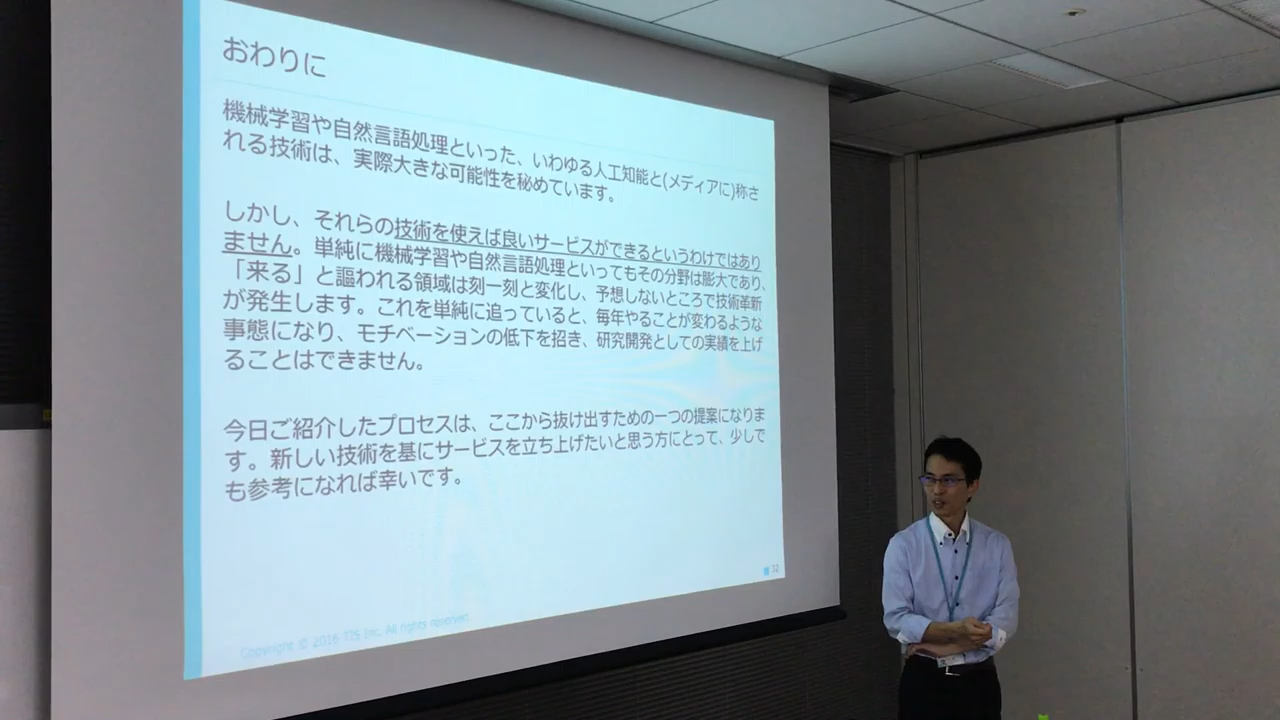 おわりに
機械学習や自然言語処理といった、いわゆる人工知能と(メディアに)称さ
れる技術は、実際大きな可能性を秘めています。
しかし、それらの技術を使えば良いサービスができるというわけではあり
ません。単純に機械学習や自然言語処理といってもその分野は膨大であり、
「来る」と謳われる領域は刻一刻と変化し、予想しないところで技術革新
が発生します。これを単純に追っていると、毎年やることが変わるような
事態になり、モチベーションの低下を招き、研究開発としての実績を上げ
ることはできません。
今日ご紹介したプロセスは、ここから抜け出すための一つの提案になりま
す。新しい技術を基にサービスを立ち上げたいと思う方にとって、少しで
も参考になれば幸いです。
32
Copyright © 2016 TIS Inc. All rights reserved.